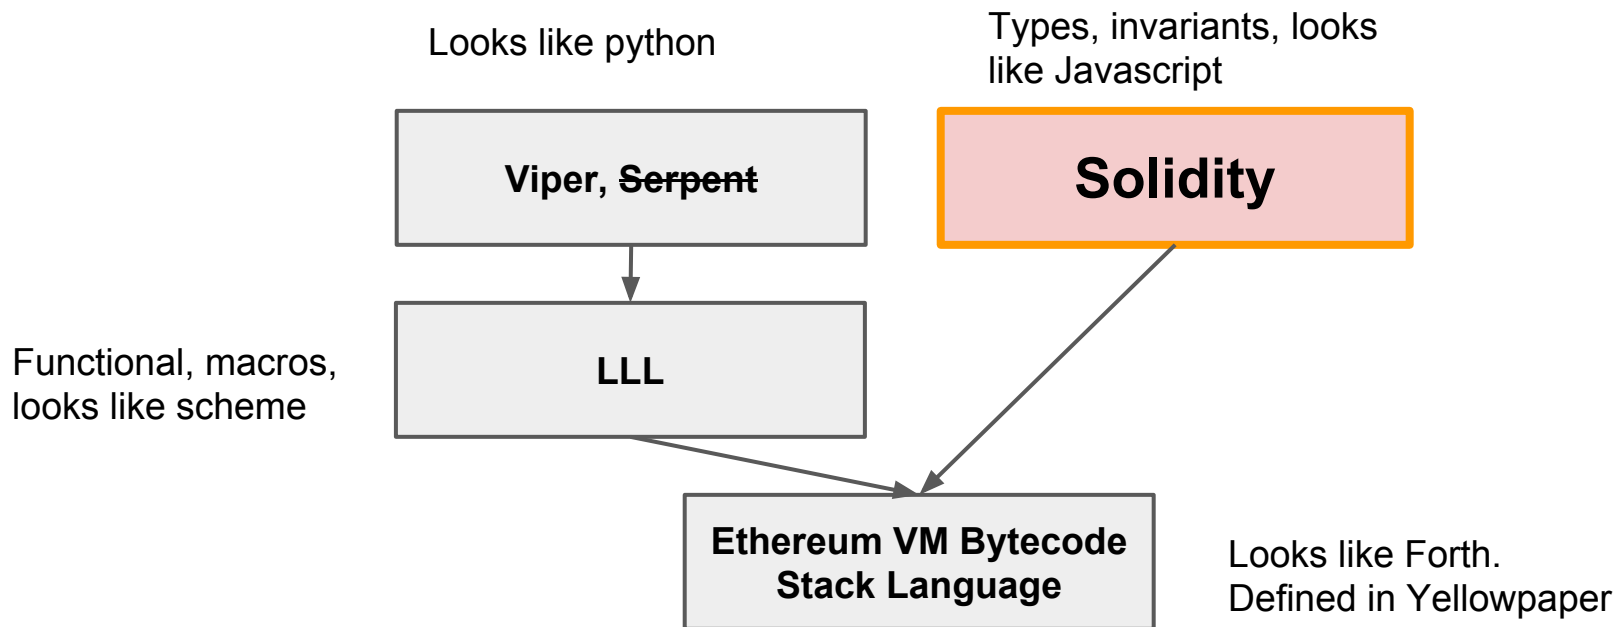 Looks like python
Types, invariants, looks
like Javascript
Viper, Serpent
Solidity
Functional, macros,
looks like scheme
LLL
Ethereum VM Bytecode
Stack Language
Looks like Forth.
Defined in Yellowpaper